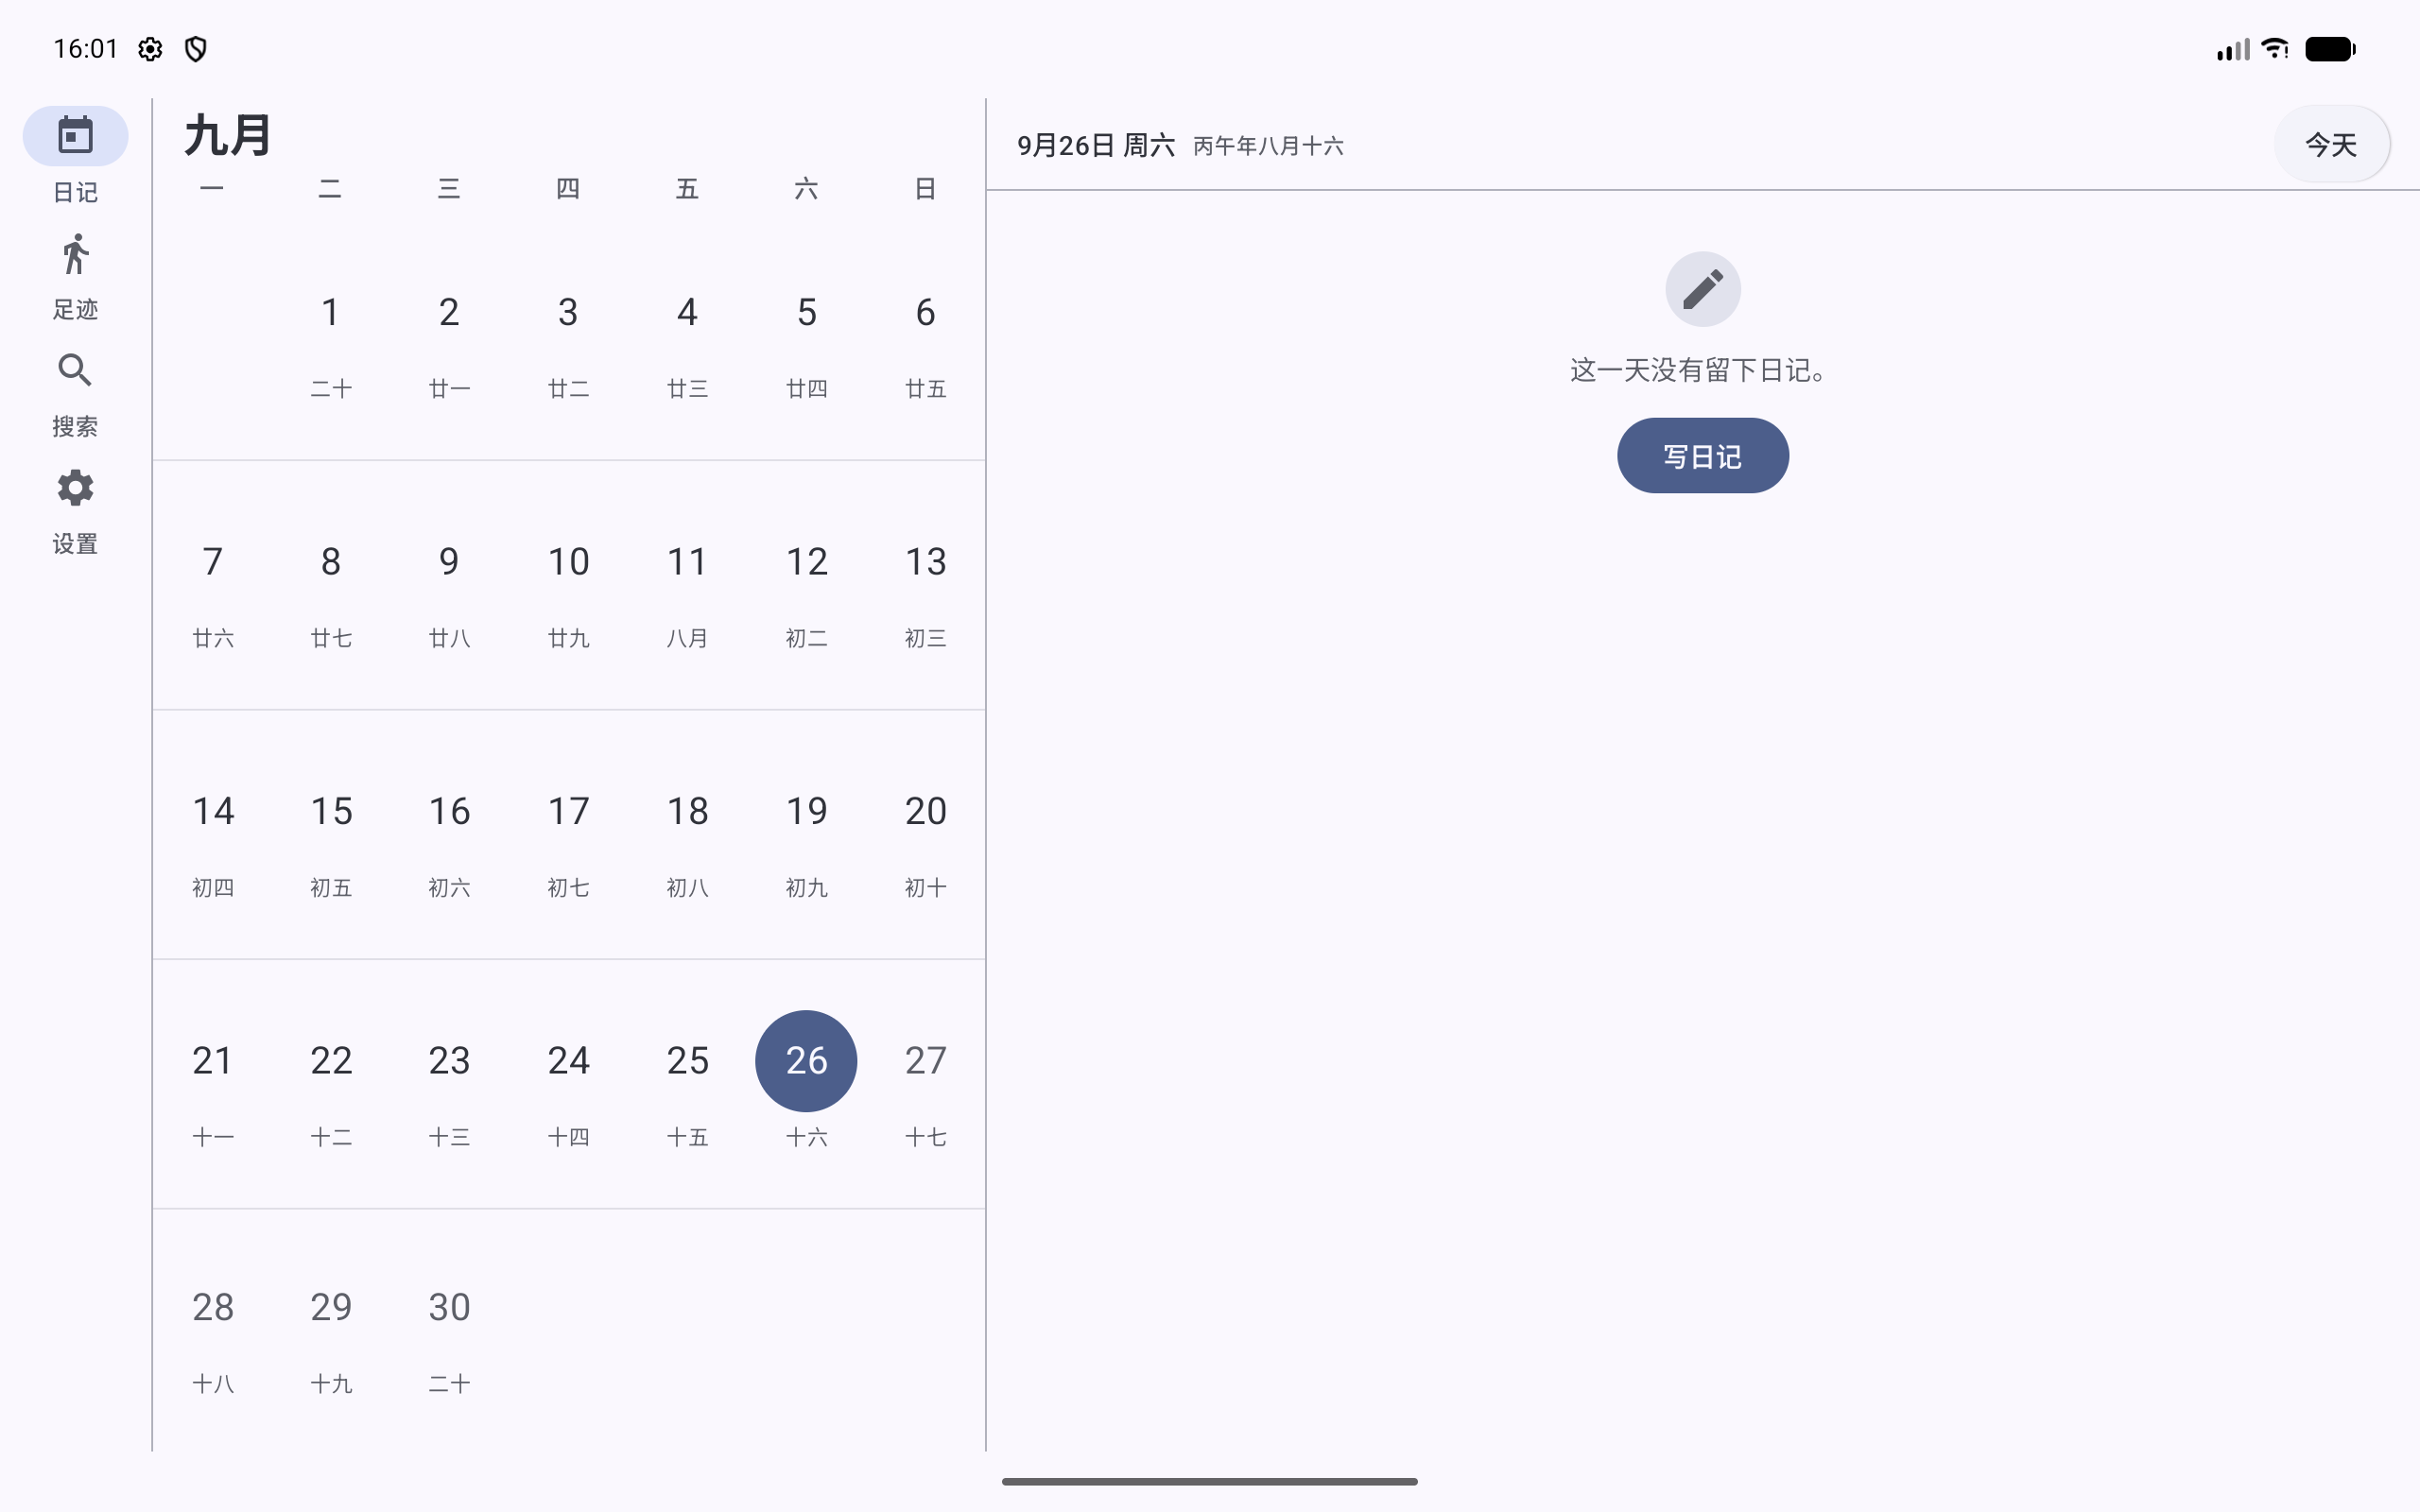 16:01
日记
足迹
搜索
设置
九月
一 二 三 四 五 六 日
1 2 3 4 5 6
二十 廿一 廿二 廿三 廿四 廿五
7 8 9 10 11 12 13
廿六 廿七 廿八 廿九 八月 初二 初三
14 15 16 17 18 19 20
初四 初五 初六 初七 初八 初九 初十
21 22 23 24 25 26 27
十一 十二 十三 十四 十五 十六 十七
28 29 30
十八 十九 二十
9月26日 周六 丙午年八月十六
今天
这一天没有留下日记。
写日记